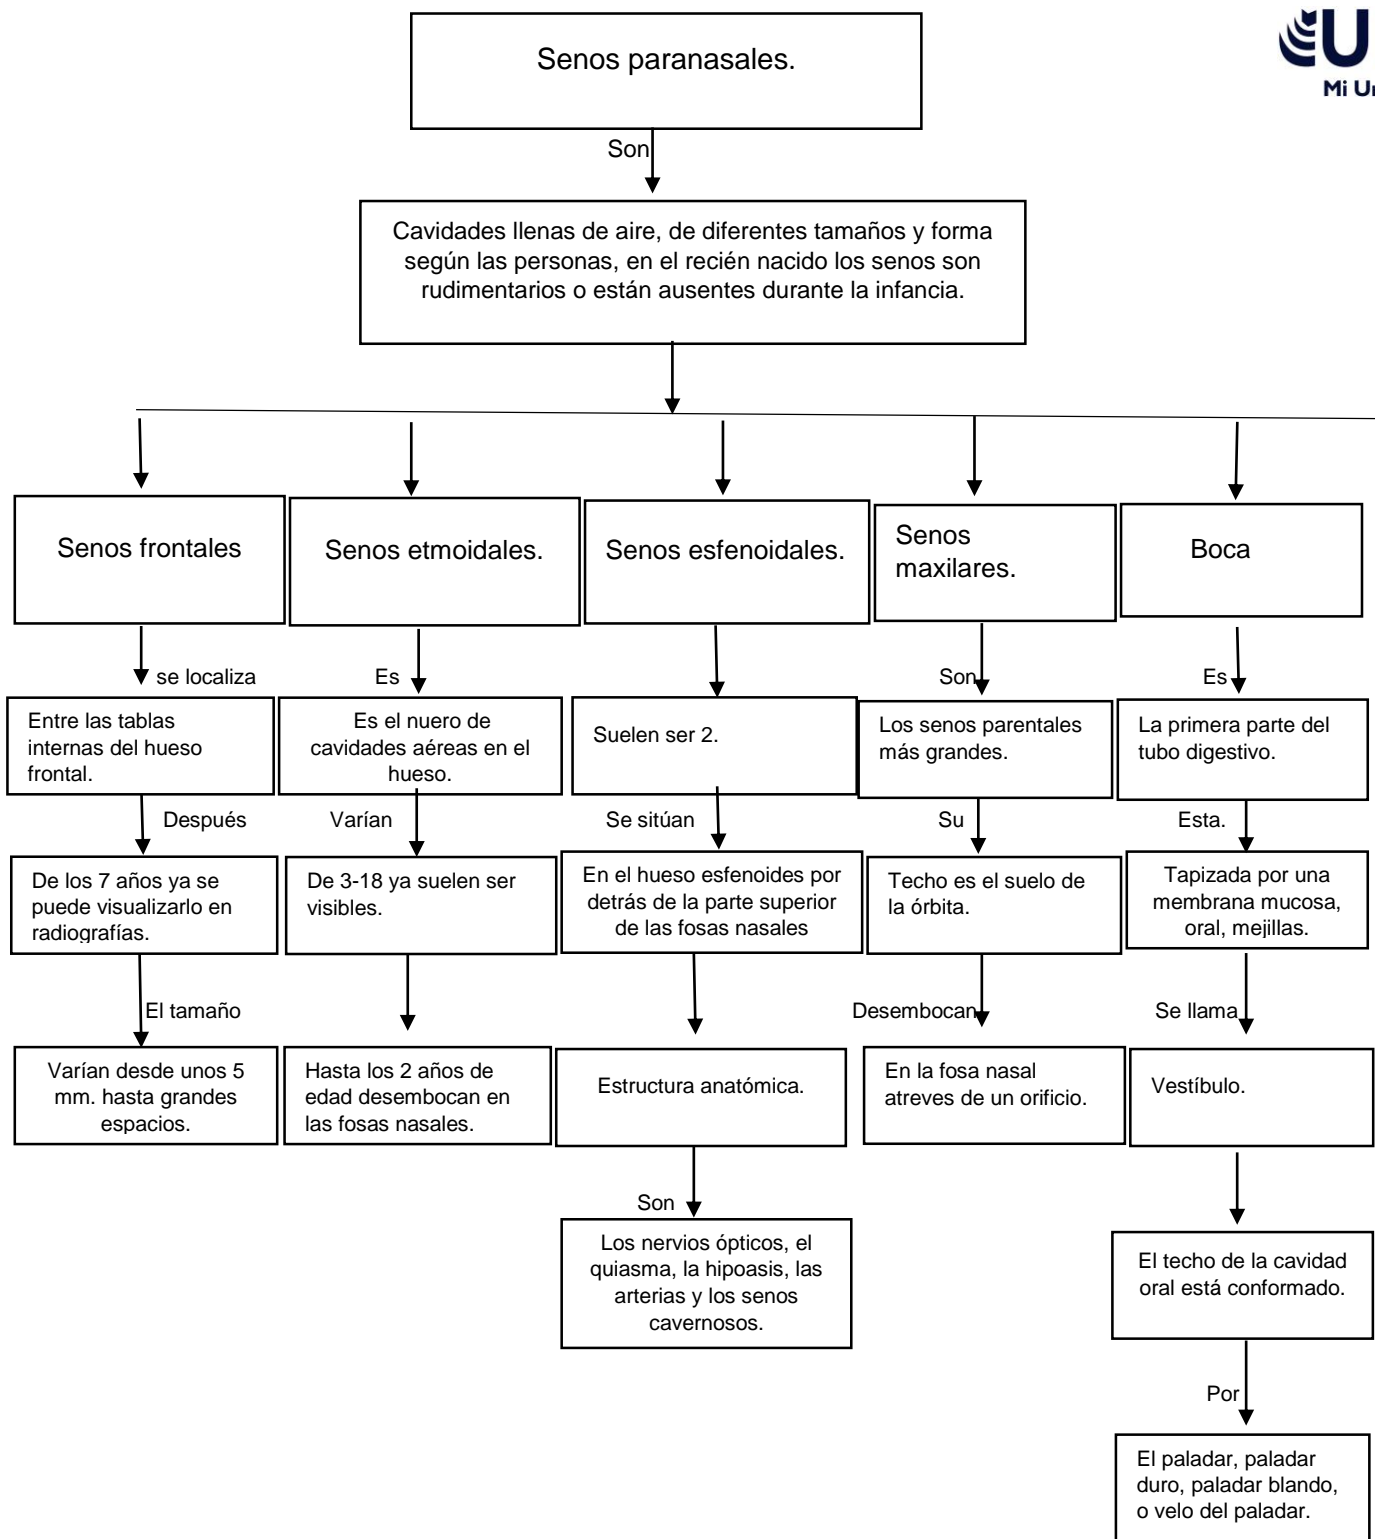 Senos paranasales.
Mi Un
Son
Cavidades llenas de aire, de diferentes tamaños y forma
según las personas, en el recién nacido los senos son
rudimentarios o están ausentes durante la infancia.
Senos frontales
Senos etmoidales.
Senos esfenoidales.
Senos
maxilares.
Boca
se localiza
Es
Son
Es
Entre las tablas
internas del hueso
frontal.
Es el nuero de
cavidades aéreas en el
hueso.
Suelen ser 2.
Los senos parentales
más grandes.
La primera parte del
tubo digestivo.
Después
Varían
Se sitúan
Su
Esta.
De los 7 años ya se
puede visualizarlo en
radiografías.
De 3-18 ya suelen ser
visibles.
En el hueso esfenoides por
detrás de la parte superior
de las fosas nasales
Techo es el suelo de
la órbita.
Tapizada por una
membrana mucosa,
oral, mejillas.
El tamaño
Desembocan
Se llama
Varían desde unos 5
mm. hasta grandes
espacios.
Hasta los 2 años de
edad desembocan en
las fosas nasales.
Estructura anatómica.
En la fosa nasal
atreves de un orificio.
Vestíbulo.
Son
Los nervios ópticos, el
quiasma, la hipoasis, las
arterias y los senos
cavernosos.
El techo de la cavidad
oral está conformado.
Por
El paladar, paladar
duro, paladar blando,
o velo del paladar.